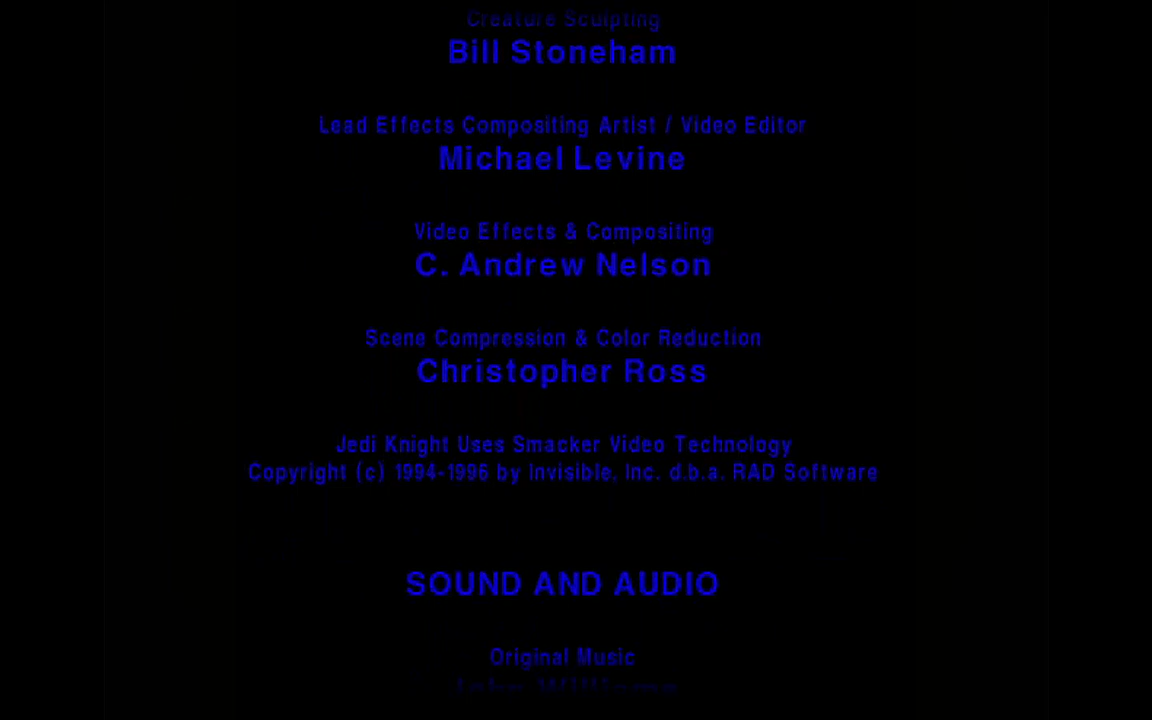 Creature Sculpting
Bill Stoneham
Lead Effects Compositing Artist / Video Editor
Michael Levine
Video Effects & Compositing
C. Andrew Nelson
Scene Compression & Color Reduction
Christopher Ross
Jedi Knight Uses Smacker Video Technology
Copyright (c) 1994-1996 by Invisible, Inc. d.b.a. RAD Software
SOUND AND AUDIO
Original Music